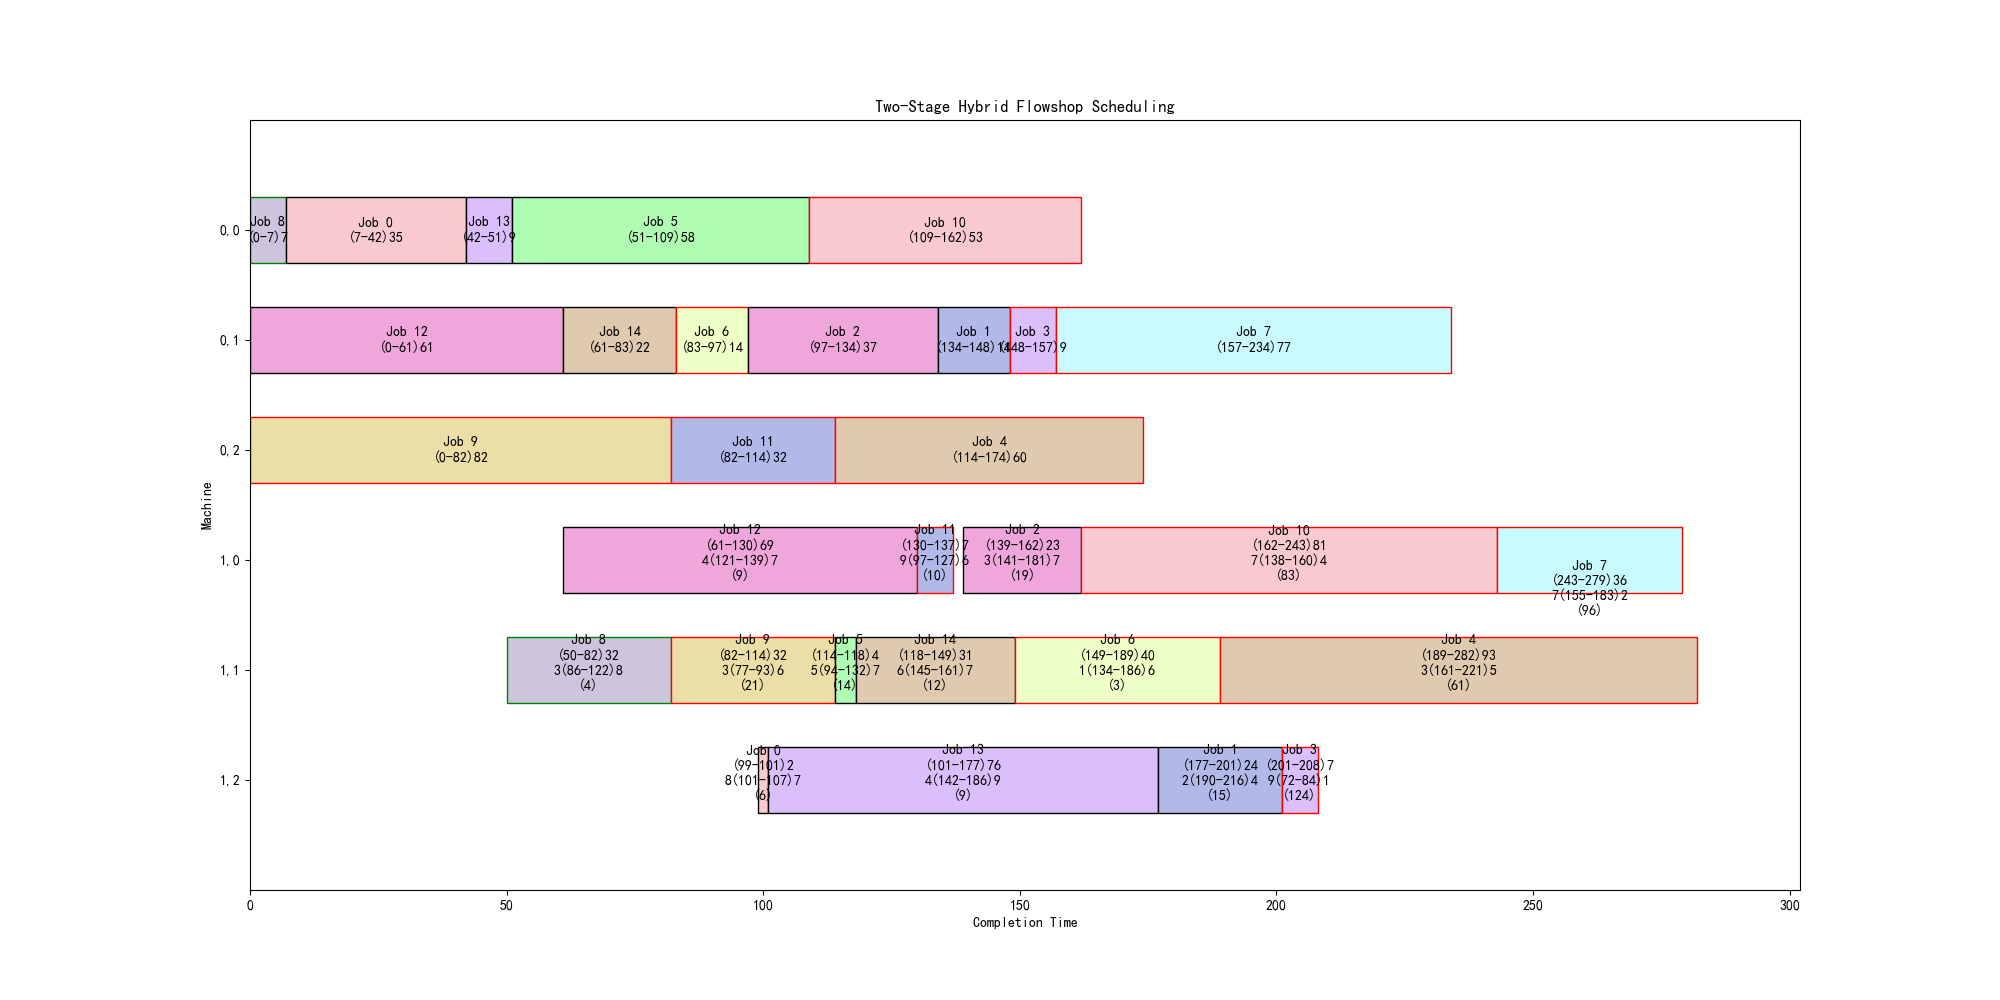 Two-Stage Hybrid Flowshop Scheduling
Machine
0,0
Job 8
(0-7)7
Job 0
(7-42)35
Job 13
(42-51)9
Job 5
(51-109)58
Job 10
(109-162)53
0,1
Job 12
(0-61)61
Job 14
(61-83)22
Job 6
(83-97)14
Job 2
(97-134)37
Job 1
(134-148)14
Job 3
(148-157)9
Job 7
(157-234)77
0,2
Job 9
(0-82)82
Job 11
(82-114)32
Job 4
(114-174)60
1,0
Job 12
(61-130)69
4(121-139)7
(9)
Job 11
(130-137)7
9(97-127)6
(10)
Job 2
(139-162)23
3(141-181)7
(19)
Job 10
(162-243)81
7(138-160)4
(83)
Job 7
(243-279)36
7(155-183)2
(96)
1,1
Job 8
(50-82)32
3(86-122)8
(4)
Job 9
(82-114)32
3(77-93)6
(21)
Job 5
(114-118)4
5(94-132)7
(14)
Job 14
(118-149)31
6(145-161)7
(12)
Job 6
(149-189)40
1(134-186)6
(3)
Job 4
(189-282)93
3(161-221)5
(61)
1,2
Job 0
(99-101)2
8(101-107)7
(6)
Job 13
(101-177)76
4(142-186)9
(9)
Job 1
(177-201)24
2(190-216)4
(15)
Job 3
(201-208)7
9(72-84)1
(124)
0
50
100
150
200
250
300
Completion Time